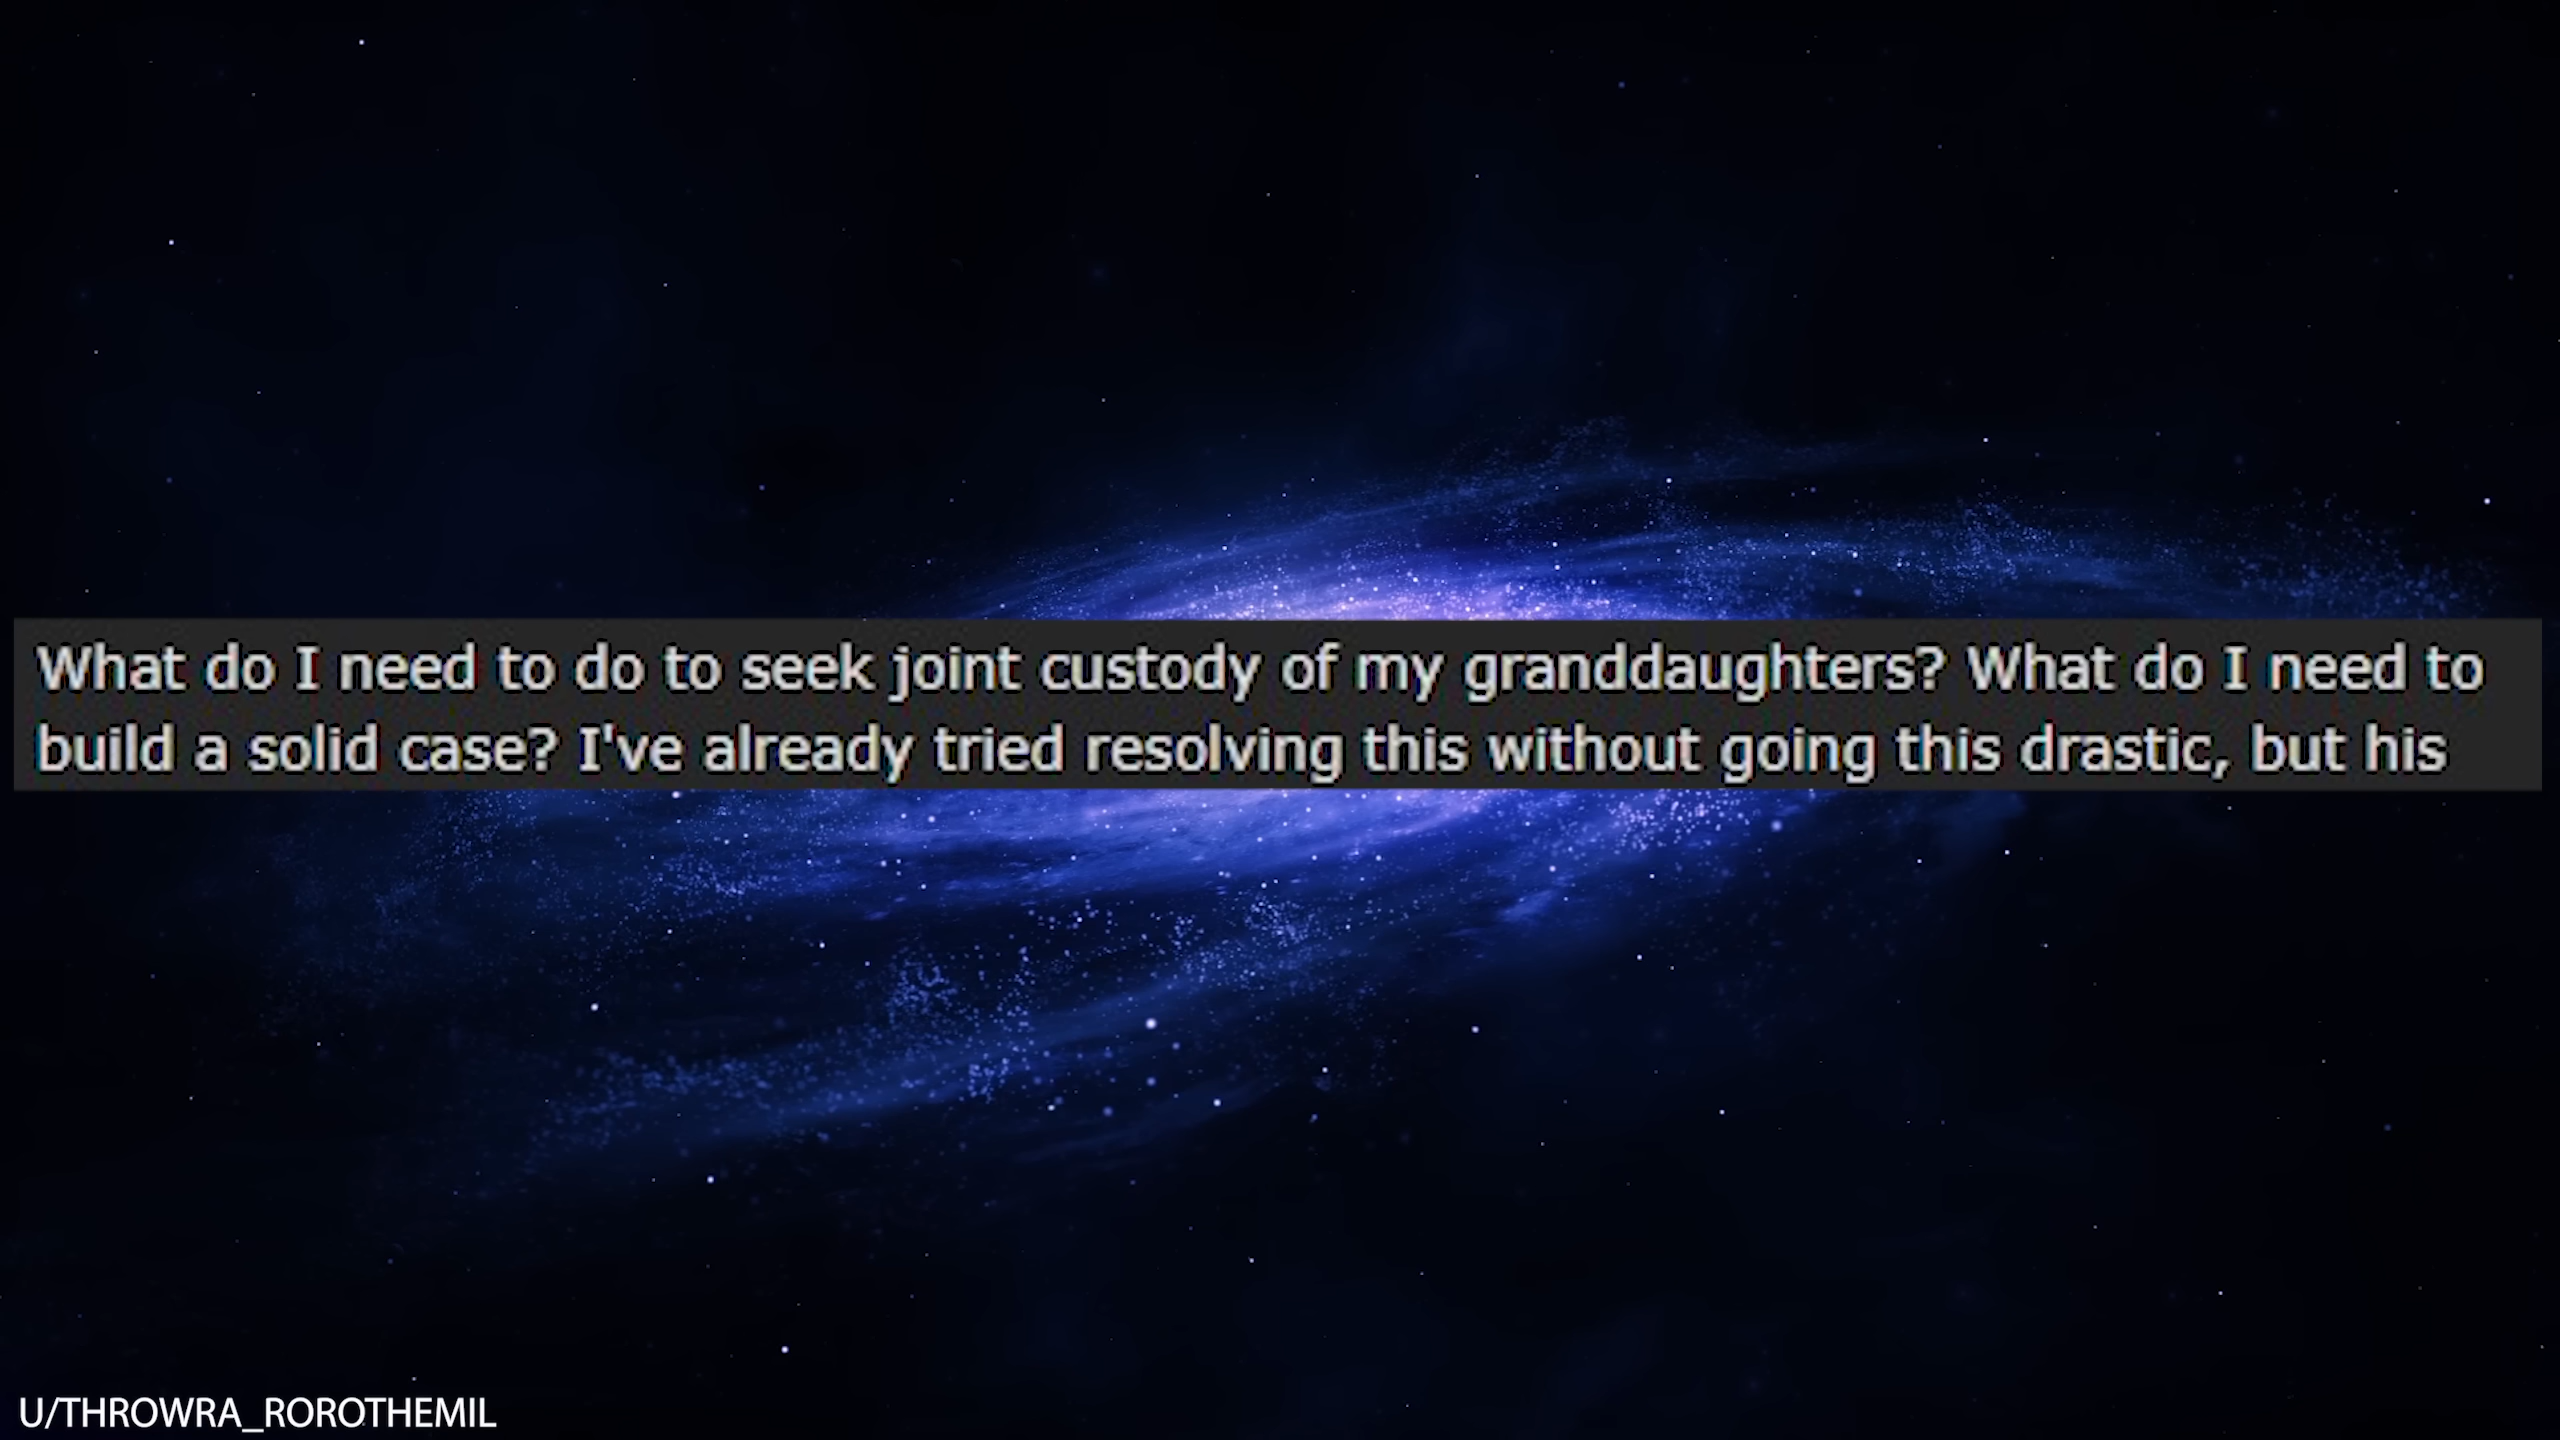 What do I need to do to seek joint custody of my granddaughters? What do I need to
build a solid case? I've already tried resolving this without going this drastic, but his
U/THROWRA_ROROTHEMIL